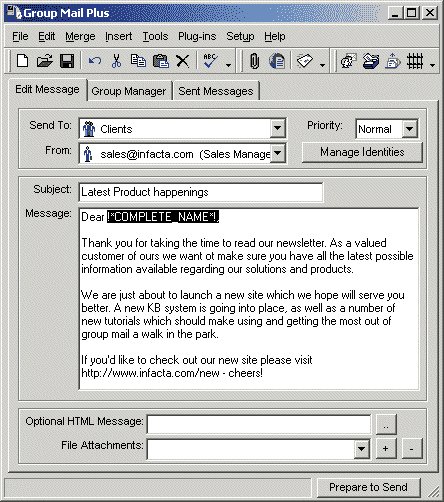 Group Mail Plus
File Edit Merge Insert Tools Plug-ins Setup Help
ABC
Edit Message Group Manager Sent Messages
Send To: Clients Priority: Normal
From: sales@infacta.com (Sales Manage Manage Identities
Subject: Latest Product happenings
Message: Dear !*COMPLETE_NAME*!,
Thank you for taking the time to read our newsletter. As a valued
customer of ours we want ot make sure you have all the latest possible
information available regarding our solutions and products.
We are just about to launch a new site which we hope will serve you
better. A new KB system is going into place, as well as a number of
new tutorials which should make using and getting the most out of
group mail a walk in the park.
If you'd like to check out our new site please visit
http://www.infacta.com/new - cheers!
Optional HTML Message: ..
File Attachments: + -
Prepare to Send